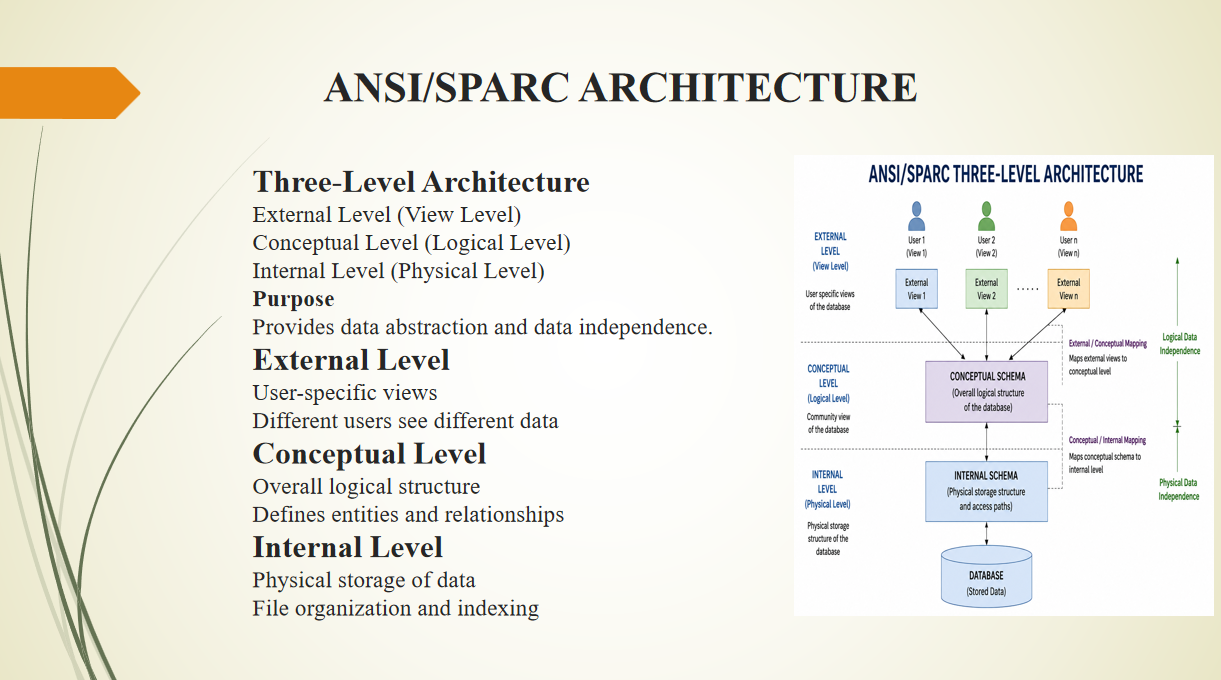 ANSI/SPARC ARCHITECTURE
Three-Level Architecture
External Level (View Level)
Conceptual Level (Logical Level)
Internal Level (Physical Level)
Purpose
Provides data abstraction and data independence.
External Level
User-specific views
Different users see different data
Conceptual Level
Overall logical structure
Defines entities and relationships
Internal Level
Physical storage of data
File organization and indexing
ANSI/SPARC THREE-LEVEL ARCHITECTURE
EXTERNAL
LEVEL
(View Level)
User specific views
of the database
User 1
(View 1)
User 2
(View 2)
User n
(View n)
External
View 1
External
View 2
.....
External
View n
External / Conceptual Mapping
Maps external views to
conceptual level
Logical Data
Independence
CONCEPTUAL
LEVEL
(Logical Level)
Community view
of the database
CONCEPTUAL SCHEMA
(Overall logical structure
of the database)
Conceptual / Internal Mapping
Maps conceptual schema to
internal level
Physical Data
Independence
INTERNAL
LEVEL
(Physical Level)
Physical storage
structure of the
database
INTERNAL SCHEMA
(Physical storage structure
and access paths)
DATABASE
(Stored Data)